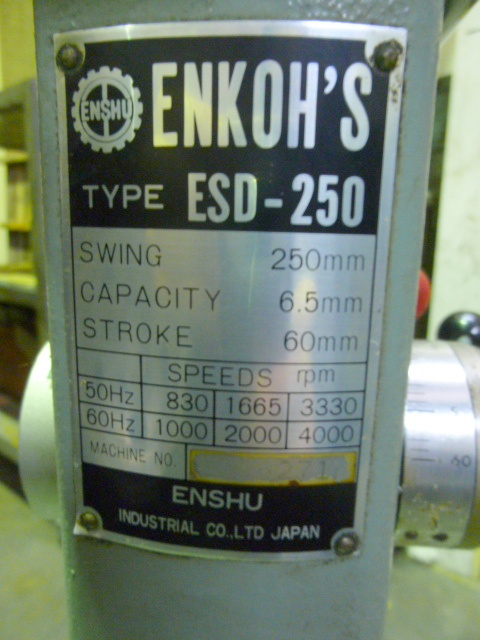 ENSHU
ENKOH'S
TYPE ESD-250
SWING 250mm
CAPACITY 6.5mm
STROKE 60mm
SPEEDS rpm
50Hz 830 1665 3330
60Hz 1000 2000 4000
MACHINE NO.
ENSHU
INDUSTRIAL CO.,LTD JAPAN
60